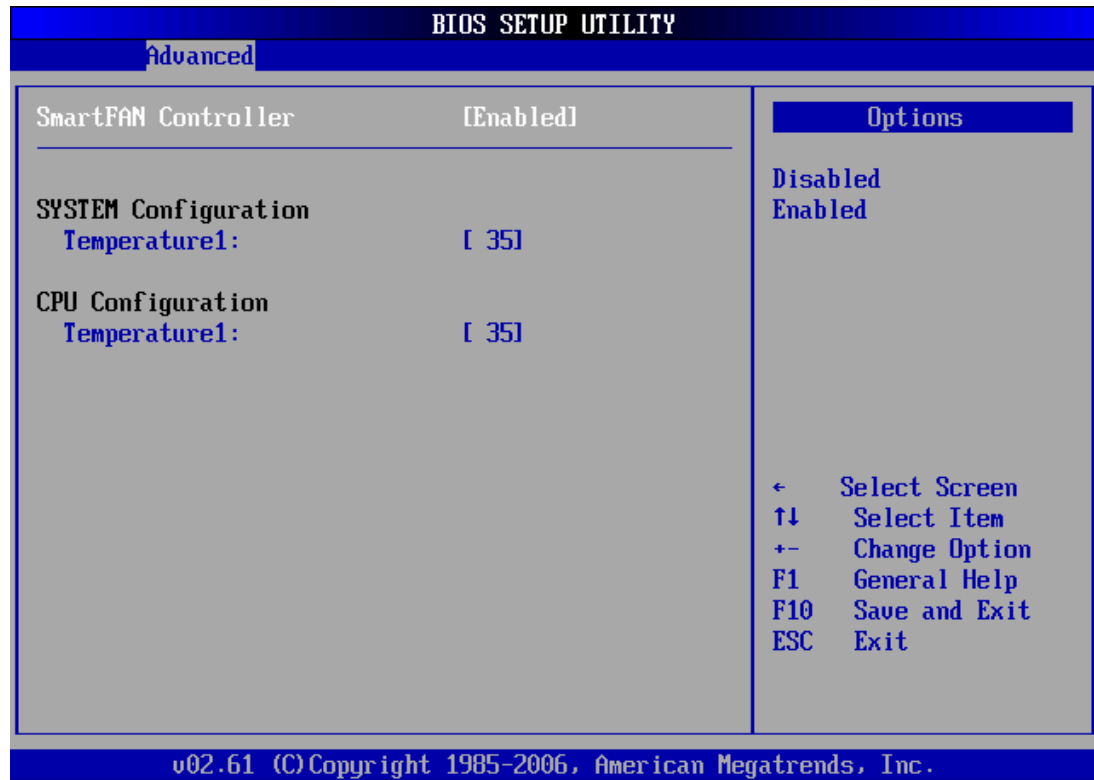 BIOS SETUP UTILITY
Advanced
SmartFAN Controller [Enabled]
SYSTEM Configuration
Temperature1: [ 35]
CPU Configuration
Temperature1: [ 35]
Options
Disabled
Enabled
← Select Screen
↑↓ Select Item
+- Change Option
F1 General Help
F10 Save and Exit
ESC Exit
v02.61 (C)Copyright 1985-2006, American Megatrends, Inc.